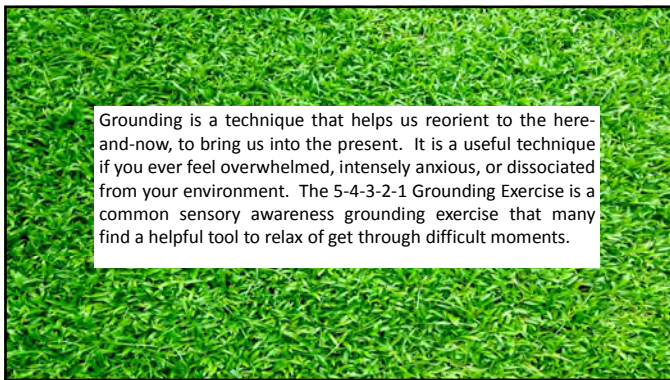 Grounding is a technique that helps us reorient to the here-
and-now, to bring us into the present.  It is a useful technique
if you ever feel overwhelmed, intensely anxious, or dissociated
from your environment.  The 5-4-3-2-1 Grounding Exercise is a
common sensory awareness grounding exercise that many
find a helpful tool to relax of get through difficult moments.